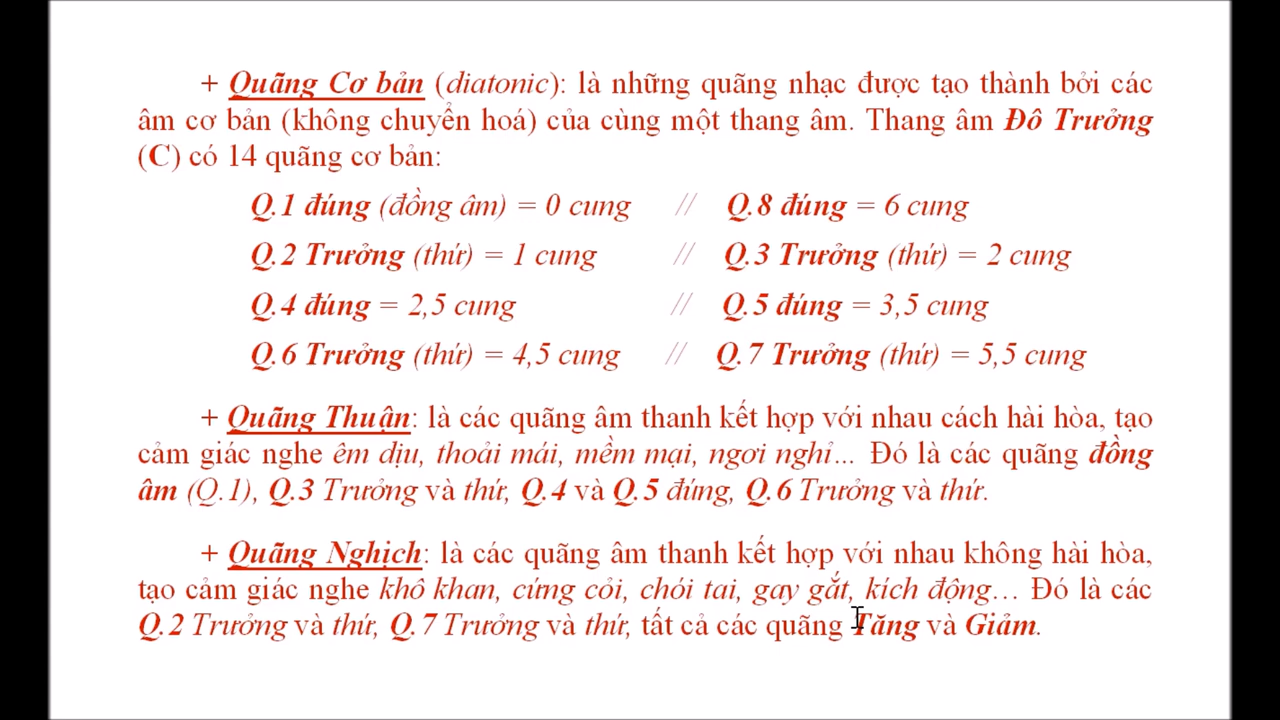 + Quãng Cơ bản (diatonic): là những quãng nhạc được tạo thành bởi các
âm cơ bản (không chuyển hoá) của cùng một thang âm. Thang âm Đô Trưởng
(C) có 14 quãng cơ bản:
Q.1 đúng (đồng âm) = 0 cung // Q.8 đúng = 6 cung
Q.2 Trưởng (thứ) = 1 cung // Q.3 Trưởng (thứ) = 2 cung
Q.4 đúng = 2,5 cung // Q.5 đúng = 3,5 cung
Q.6 Trưởng (thứ) = 4,5 cung // Q.7 Trưởng (thứ) = 5,5 cung
+ Quãng Thuận: là các quãng âm thanh kết hợp với nhau cách hài hòa, tạo
cảm giác nghe êm dịu, thoải mái, mềm mại, ngơi nghỉ... Đó là các quãng đồng
âm (Q.1), Q.3 Trưởng và thứ, Q.4 và Q.5 đúng, Q.6 Trưởng và thứ.
+ Quãng Nghịch: là các quãng âm thanh kết hợp với nhau không hài hòa,
tạo cảm giác nghe khô khan, cứng cỏi, chói tai, gay gắt, kích động... Đó là các
Q.2 Trưởng và thứ, Q.7 Trưởng và thứ, tất cả các quãng Tăng và Giảm.